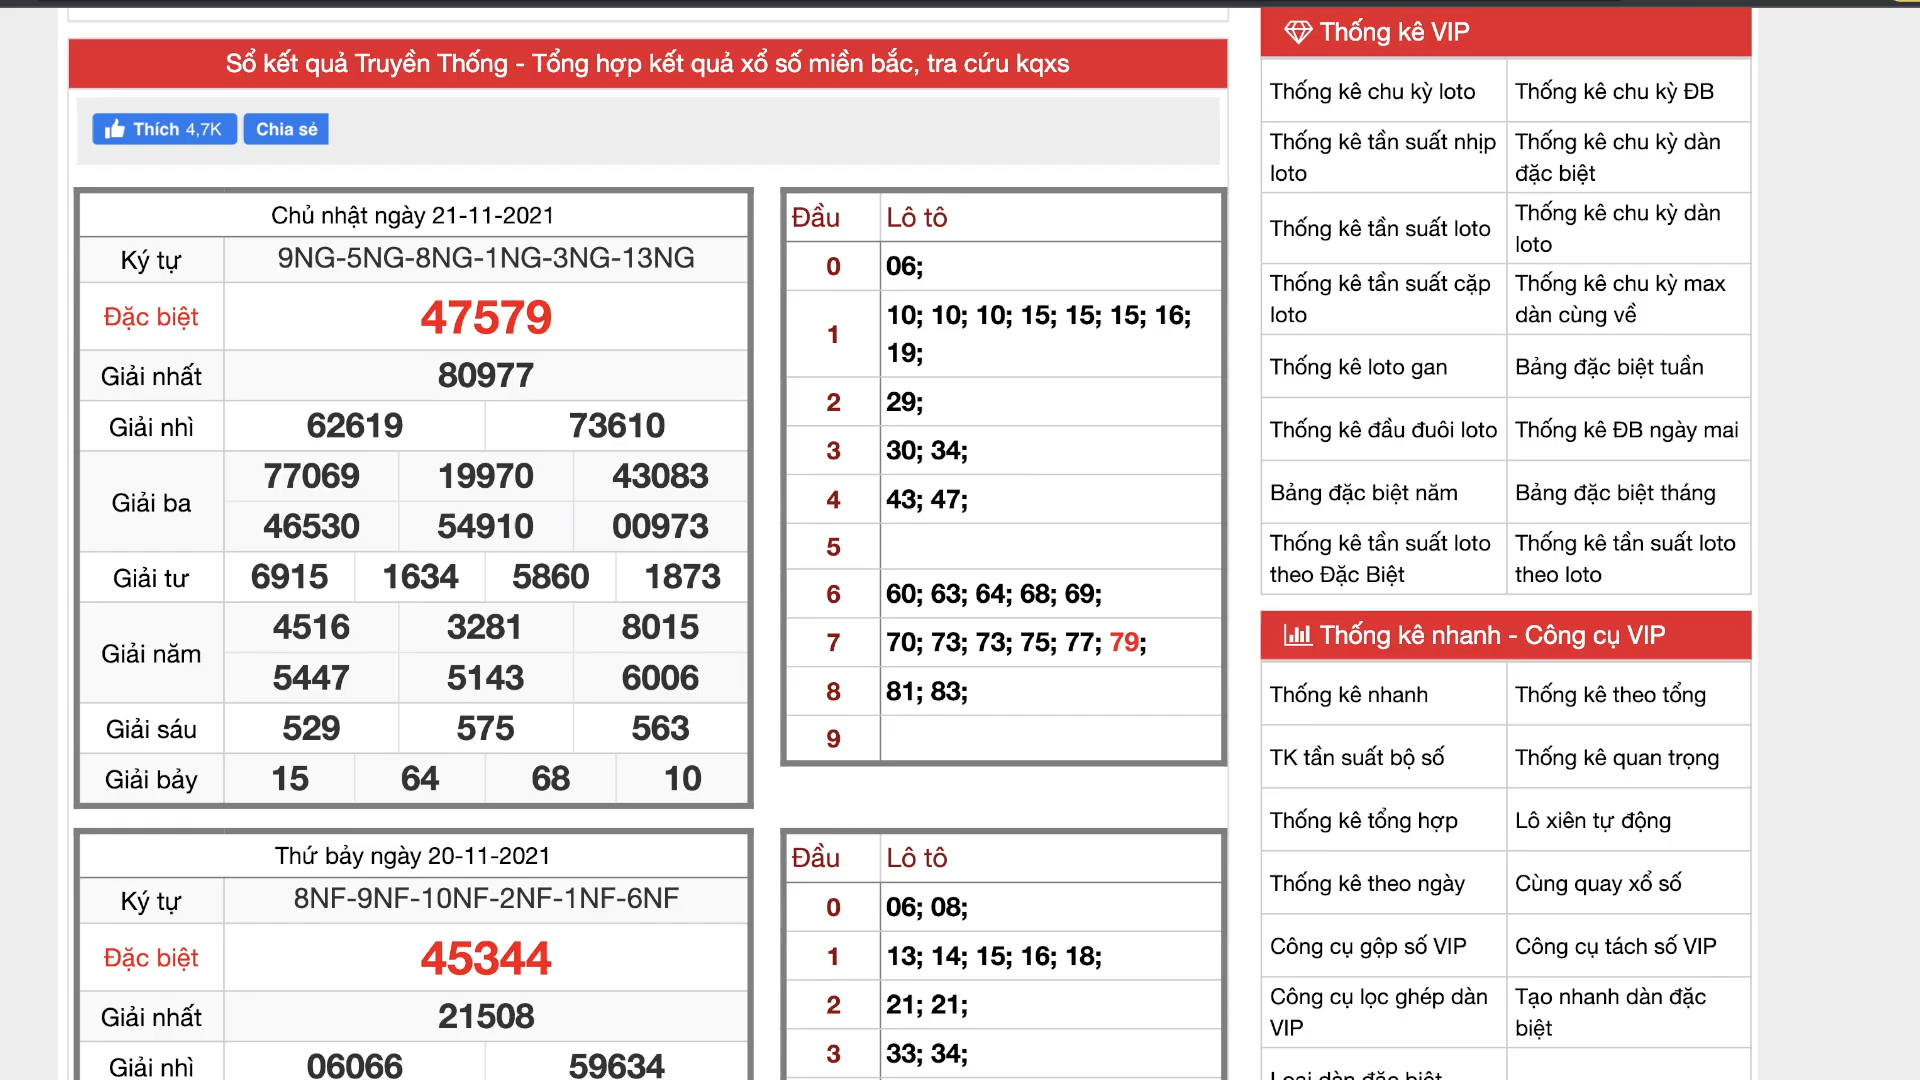 Sổ kết quả Truyền Thống - Tổng hợp kết quả xổ số miền bắc, tra cứu kqxs
Thích 4,7K Chia sẻ
Chủ nhật ngày 21-11-2021
Ký tự 9NG-5NG-8NG-1NG-3NG-13NG
Đặc biệt 47579
Giải nhất 80977
Giải nhì 62619 73610
Giải ba 77069 19970 43083
46530 54910 00973
Giải tư 6915 1634 5860 1873
Giải năm 4516 3281 8015
5447 5143 6006
Giải sáu 529 575 563
Giải bảy 15 64 68 10
Đầu Lô tô
0 06;
1 10; 10; 10; 15; 15; 15; 16;
19;
2 29;
3 30; 34;
4 43; 47;
5
6 60; 63; 64; 68; 69;
7 70; 73; 73; 75; 77; 79;
8 81; 83;
9
Thứ bảy ngày 20-11-2021
Ký tự 8NF-9NF-10NF-2NF-1NF-6NF
Đặc biệt 45344
Giải nhất 21508
Giải nhì 06066 59634
Đầu Lô tô
0 06; 08;
1 13; 14; 15; 16; 18;
2 21; 21;
3 33; 34;
Thống kê VIP
Thống kê chu kỳ loto Thống kê chu kỳ ĐB
Thống kê tần suất nhịp
loto
Thống kê chu kỳ dàn
đặc biệt
Thống kê tần suất loto
Thống kê chu kỳ dàn
loto
Thống kê tần suất cặp
loto
Thống kê chu kỳ max
dàn cùng về
Thống kê loto gan Bảng đặc biệt tuần
Thống kê đầu đuôi loto Thống kê ĐB ngày mai
Bảng đặc biệt năm Bảng đặc biệt tháng
Thống kê tần suất loto
theo Đặc Biệt
Thống kê tần suất loto
theo loto
Thống kê nhanh - Công cụ VIP
Thống kê nhanh Thống kê theo tổng
TK tần suất bộ số Thống kê quan trọng
Thống kê tổng hợp Lô xiên tự động
Thống kê theo ngày Cùng quay xổ số
Công cụ gộp số VIP Công cụ tách số VIP
Công cụ lọc ghép dàn
VIP
Tạo nhanh dàn đặc
biệt
Loại dàn đặc biệt